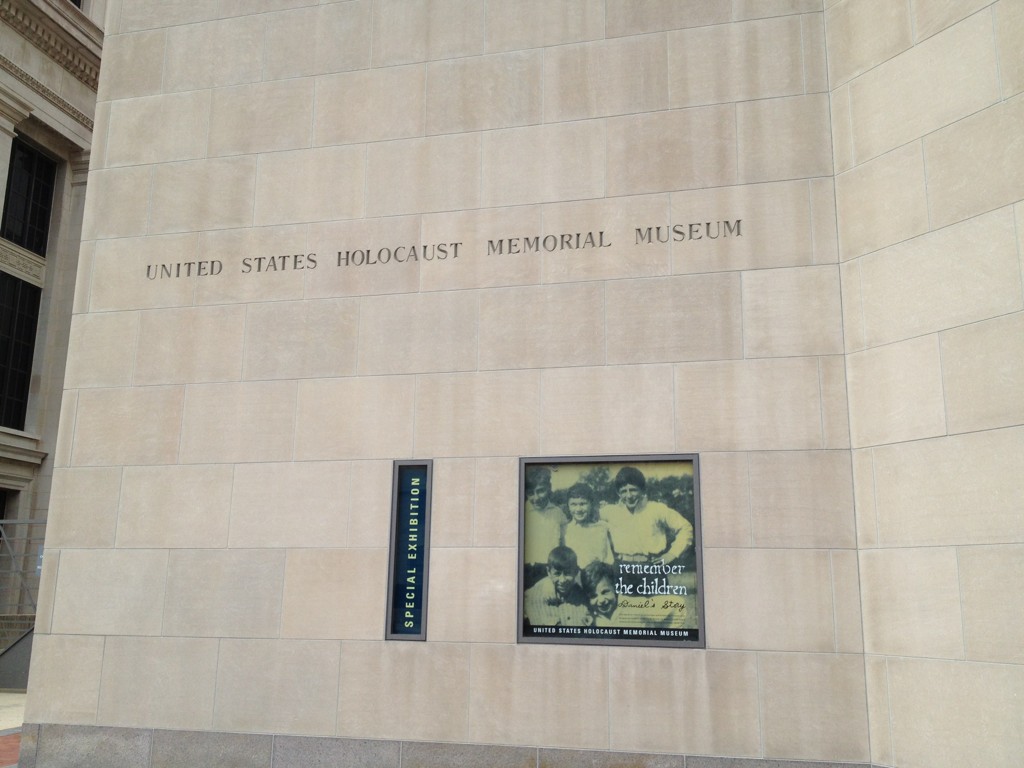 UNITED STATES HOLOCAUST MEMORIAL MUSEUM
SPECIAL EXHIBITION
remember
the children
Daniel's Story
UNITED STATES HOLOCAUST MEMORIAL MUSEUM